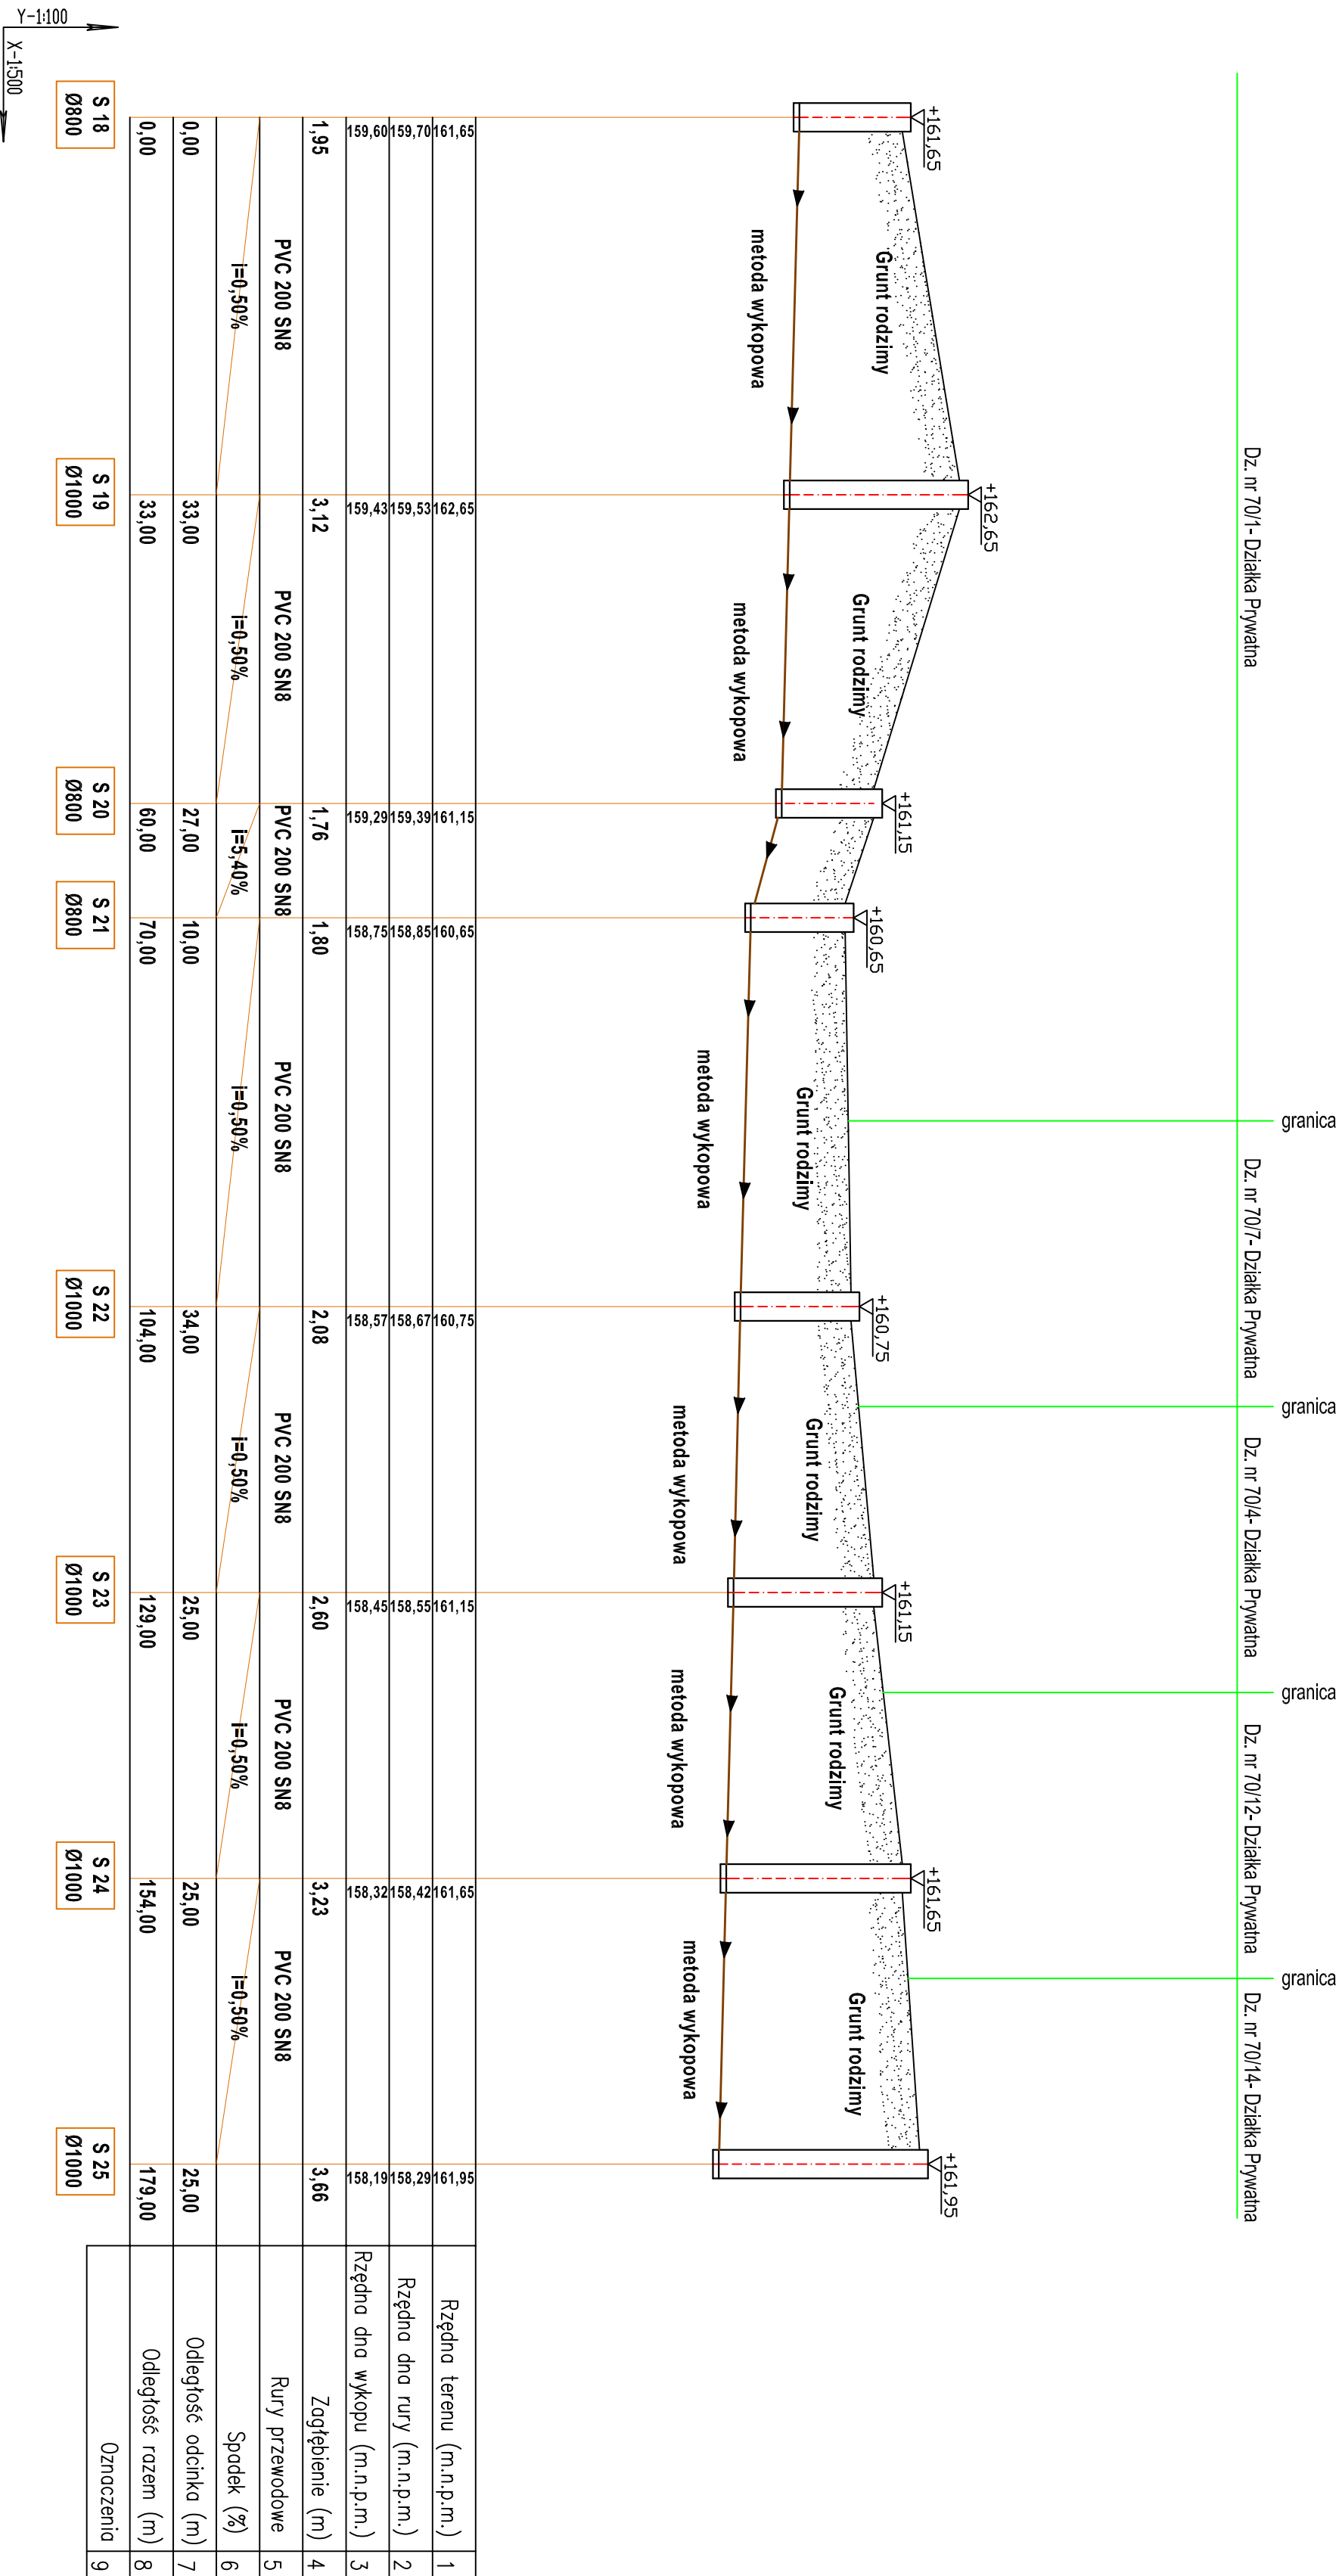 Dz. nr 70/1- Działka Prywatna
granica
Dz. nr 70/7- Działka Prywatna
granica
Dz. nr 70/4- Działka Prywatna
granica
Dz. nr 70/12- Działka Prywatna
granica
Dz. nr 70/14- Działka Prywatna
+161,65
+162,65
+161,15
+160,65
+160,75
+161,15
+161,65
+161,95
Grunt rodzimy
Grunt rodzimy
Grunt rodzimy
Grunt rodzimy
Grunt rodzimy
Grunt rodzimy
metoda wykopowa
metoda wykopowa
metoda wykopowa
metoda wykopowa
metoda wykopowa
metoda wykopowa
161,65 162,65 161,15 160,65 160,75 161,15 161,65 161,95 Rzędna terenu (m.n.p.m.) 1
159,70 159,53 159,39 158,85 158,67 158,55 158,42 158,29 Rzędna dna rury (m.n.p.m.) 2
159,60 159,43 159,29 158,75 158,57 158,45 158,32 158,19 Rzędna dna wykopu (m.n.p.m.) 3
1,95 3,12 1,76 1,80 2,08 2,60 3,23 3,66 Zagłębienie (m) 4
PVC 200 SN8 PVC 200 SN8 PVC 200 SN8 PVC 200 SN8 PVC 200 SN8 PVC 200 SN8 PVC 200 SN8 Rury przewodowe 5
i=0,50% i=0,50% i=5,40% i=0,50% i=0,50% i=0,50% i=0,50% Spadek (%) 6
0,00 33,00 27,00 10,00 34,00 25,00 25,00 25,00 Odległość odcinka (m) 7
0,00 33,00 60,00 70,00 104,00 129,00 154,00 179,00 Odległość razem (m) 8
Oznaczenia 9
S 18
Ø800
S 19
Ø1000
S 20
Ø800
S 21
Ø800
S 22
Ø1000
S 23
Ø1000
S 24
Ø1000
S 25
Ø1000
Y-1:100
X-1:500